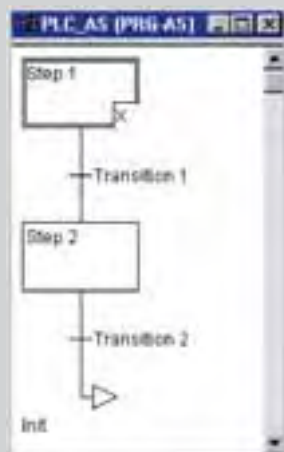 PLC_AS (PRG-AS)
Step 1
X
Transition 1
Step 2
Transition 2
Init